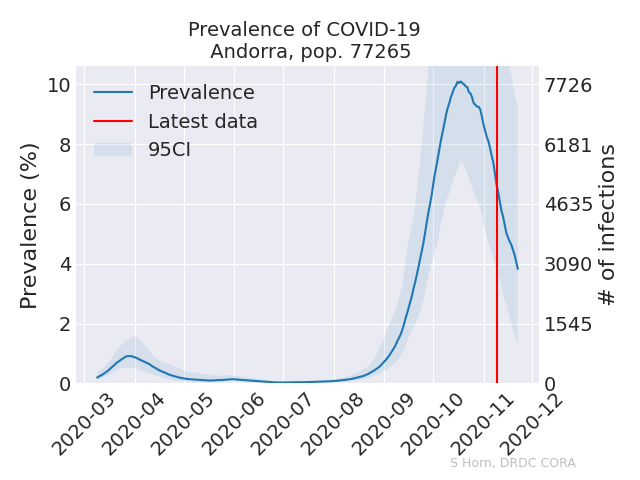 Prevalence of COVID-19
Andorra, pop. 77265
Prevalence
Latest data
95CI
Prevalence (%)
10
8
6
4
2
0
7726
6181
4635
3090
1545
0
# of infections
2020-03
2020-04
2020-05
2020-06
2020-07
2020-08
2020-09
2020-10
2020-11
2020-12
S Horn, DRDC CORA